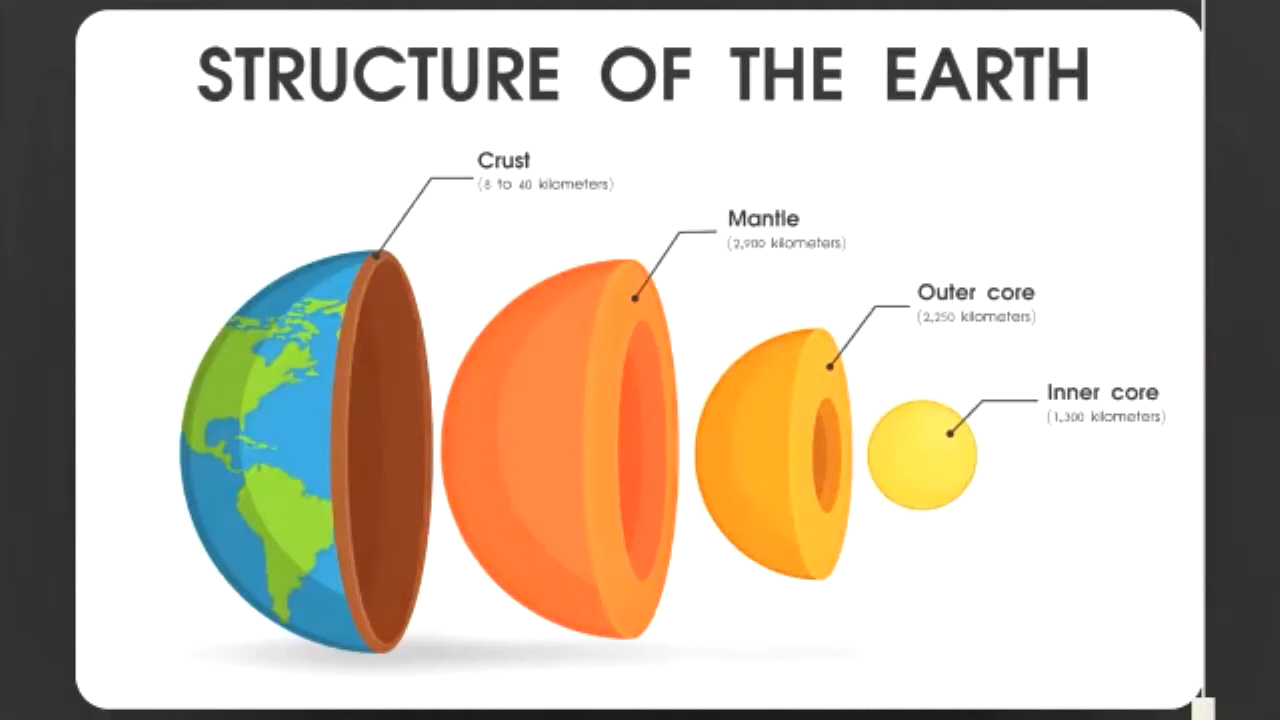 STRUCTURE OF THE EARTH
Crust
(8 to 40 kilometers)
Mantle
(2,900 kilometers)
Outer core
(2,250 kilometers)
Inner core
(1,300 kilometers)